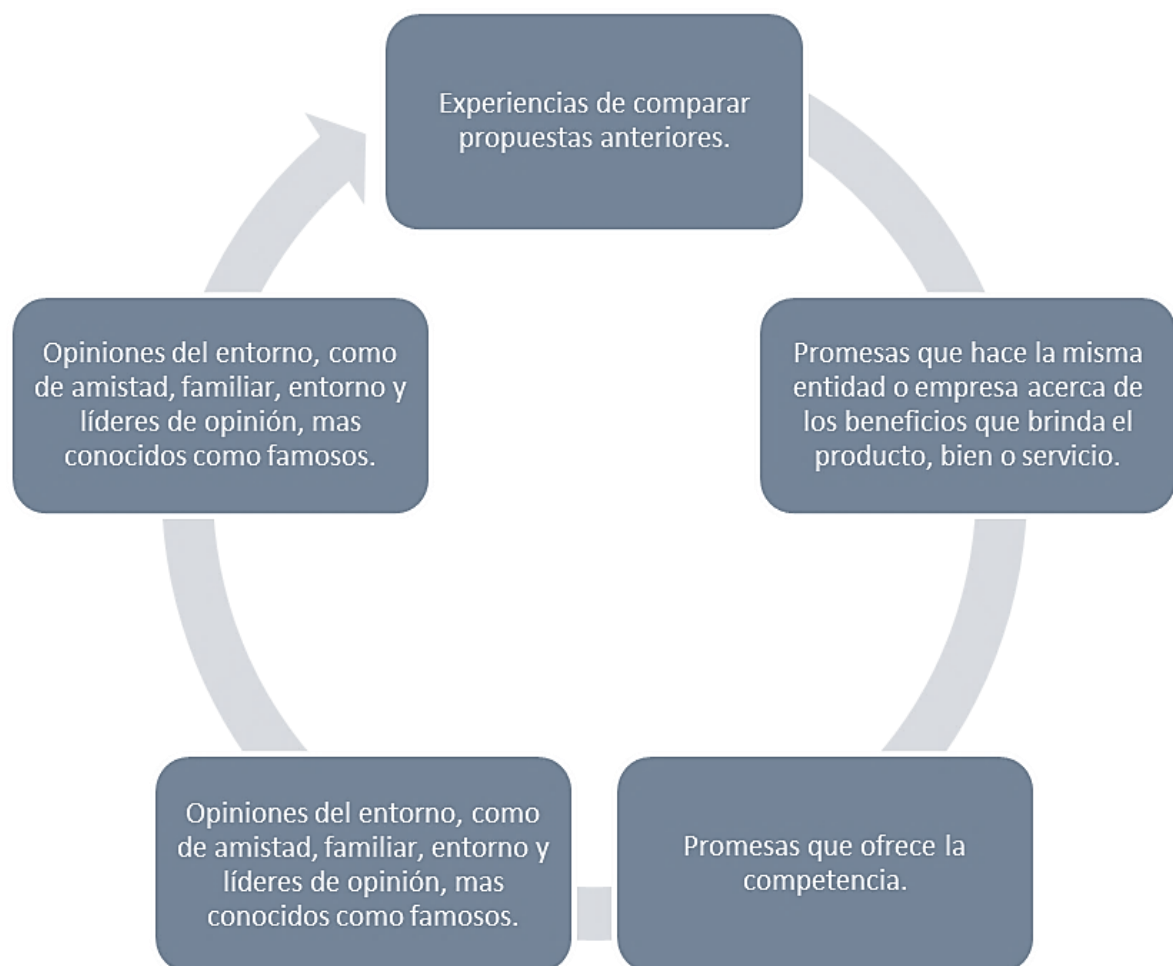 Experiencias de comparar
propuestas anteriores.
Promesas que hace la misma
entidad o empresa acerca de
los beneficios que brinda el
producto, bien o servicio.
Promesas que ofrece la
competencia.
Opiniones del entorno, como
de amistad, familiar, entorno y
líderes de opinión, mas
conocidos como famosos.
Opiniones del entorno, como
de amistad, familiar, entorno y
líderes de opinión, mas
conocidos como famosos.